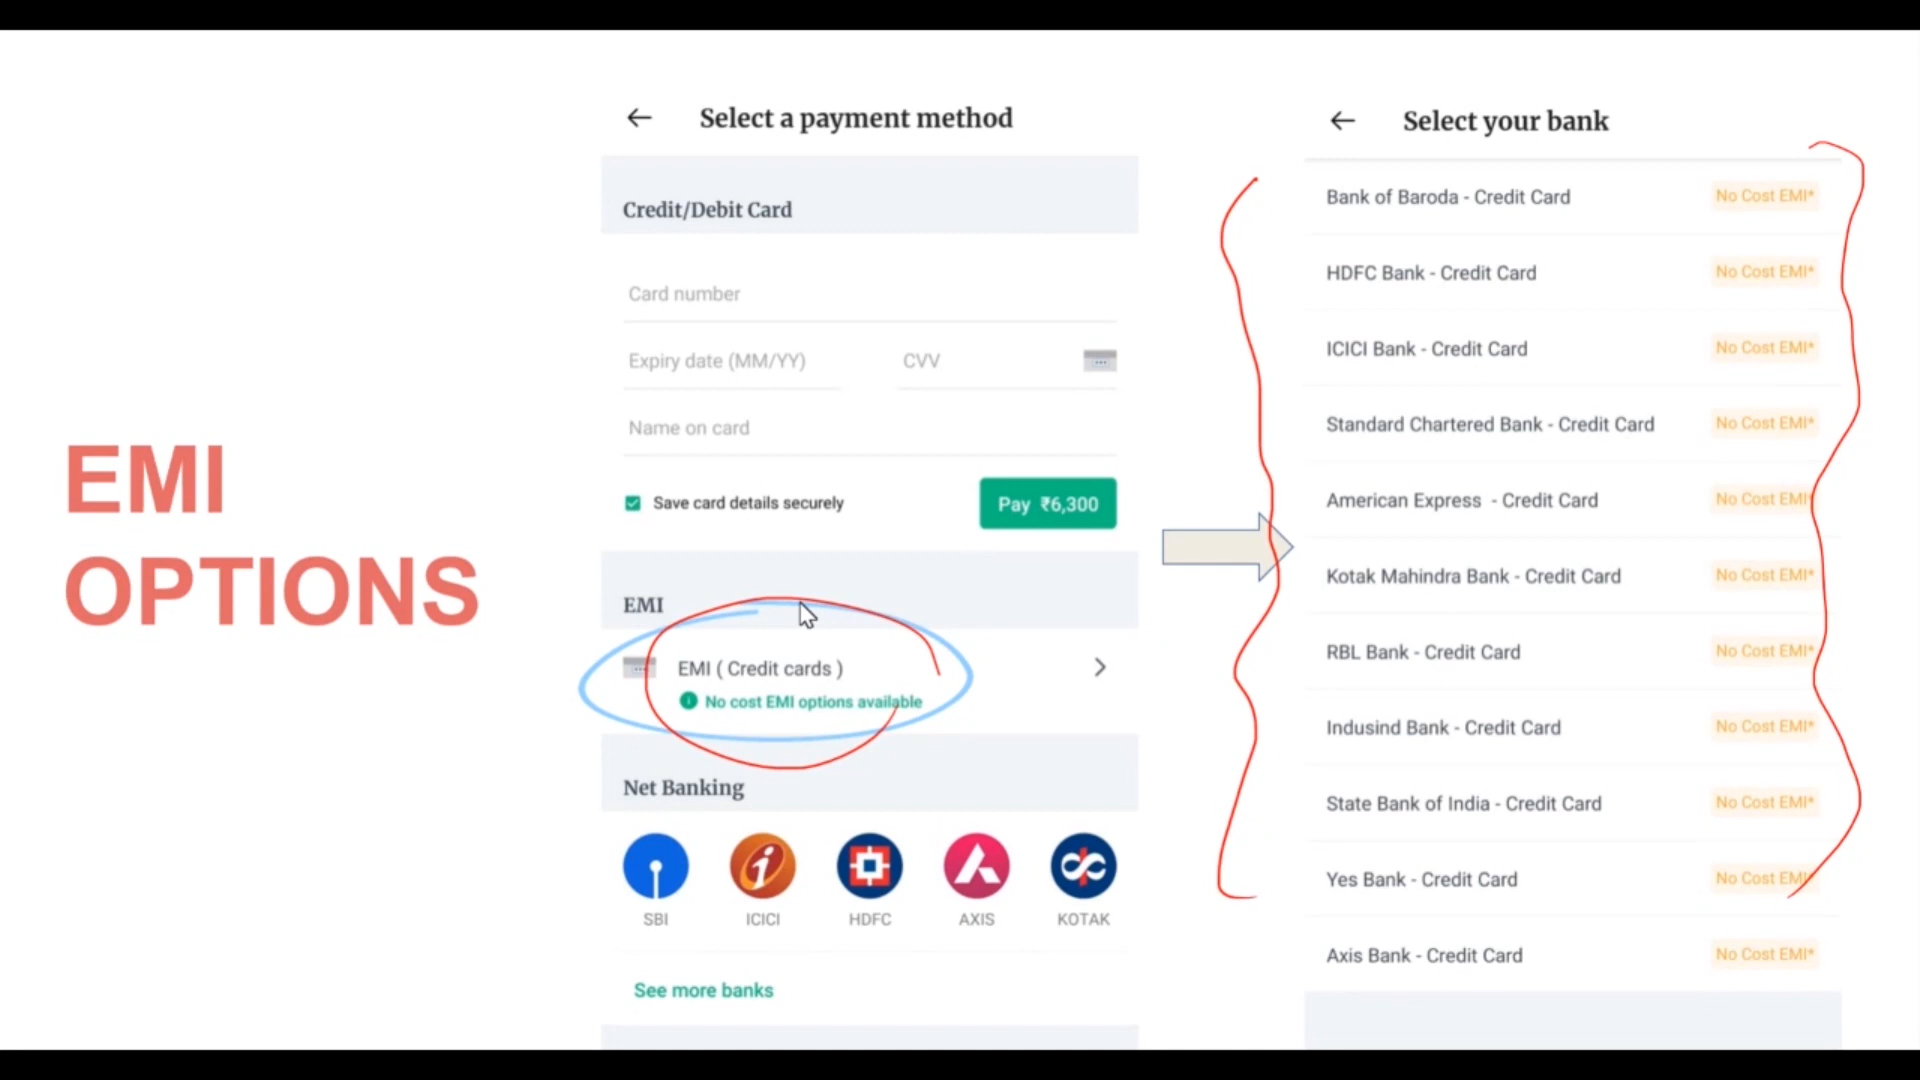 EMI
OPTIONS
Select a payment method
Credit/Debit Card
Card number
Expiry date (MM/YY) CVV
Name on card
Save card details securely Pay ₹6,300
EMI
EMI ( Credit cards )
No cost EMI options available
Net Banking
SBI ICICI HDFC AXIS KOTAK
See more banks
Select your bank
Bank of Baroda - Credit Card No Cost EMI*
HDFC Bank - Credit Card No Cost EMI*
ICICI Bank - Credit Card No Cost EMI*
Standard Chartered Bank - Credit Card No Cost EMI*
American Express - Credit Card No Cost EMI*
Kotak Mahindra Bank - Credit Card No Cost EMI*
RBL Bank - Credit Card No Cost EMI*
Indusind Bank - Credit Card No Cost EMI*
State Bank of India - Credit Card No Cost EMI*
Yes Bank - Credit Card No Cost EMI*
Axis Bank - Credit Card No Cost EMI*